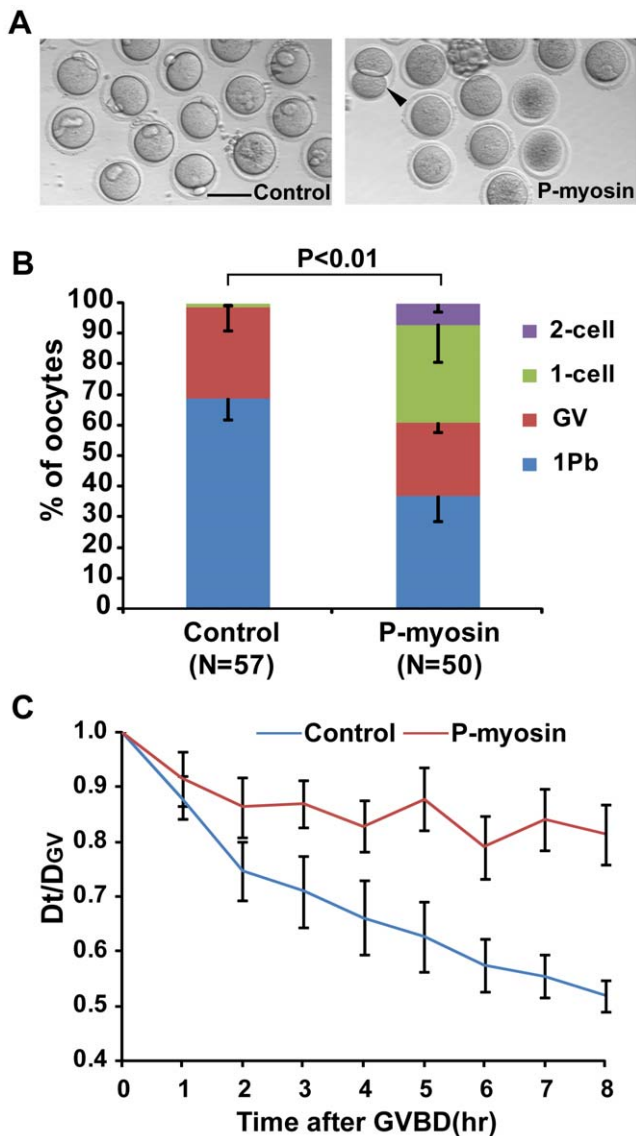 A
Control
P-myosin
B
P<0.01
100
90
80
70
60
50
40
30
20
10
0
% of oocytes
2-cell
1-cell
GV
1Pb
Control
(N=57)
P-myosin
(N=50)
C
Control
P-myosin
1.0
0.9
0.8
0.7
0.6
0.5
0.4
Dt/DGV
0 1 2 3 4 5 6 7 8
Time after GVBD(hr)